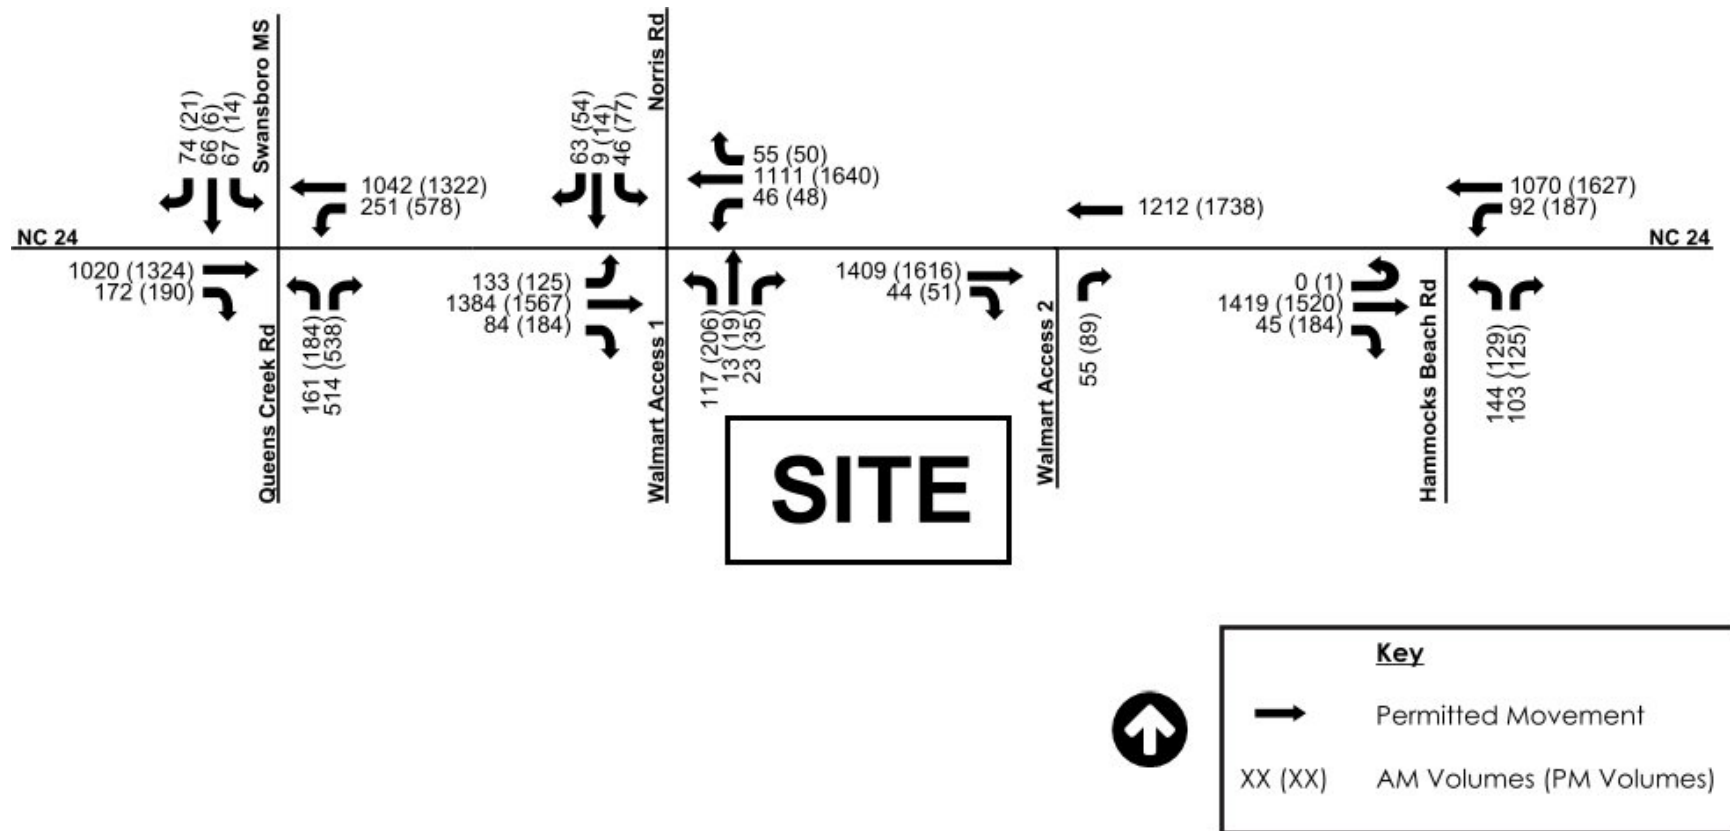 Swansboro MS
Norris Rd
74 (21)
66 (6)
67 (14)
63 (54)
9 (14)
46 (77)
1042 (1322)
251 (578)
55 (50)
1111 (1640)
46 (48)
1212 (1738)
1070 (1627)
92 (187)
NC 24
NC 24
1020 (1324)
172 (190)
161 (184)
514 (538)
133 (125)
1384 (1567)
84 (184)
117 (206)
13 (19)
23 (35)
1409 (1616)
44 (51)
55 (89)
0 (1)
1419 (1520)
45 (184)
144 (129)
103 (125)
Queens Creek Rd
Walmart Access 1
Walmart Access 2
Hammocks Beach Rd
SITE
Key
Permitted Movement
XX (XX) AM Volumes (PM Volumes)